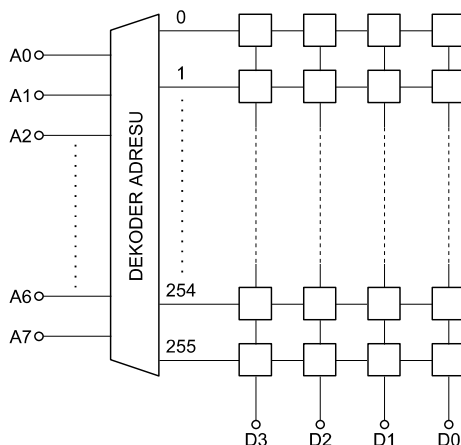 0
A0
1
A1
A2
DEKODER ADRESU
A6
254
A7
255
D3 D2 D1 D0